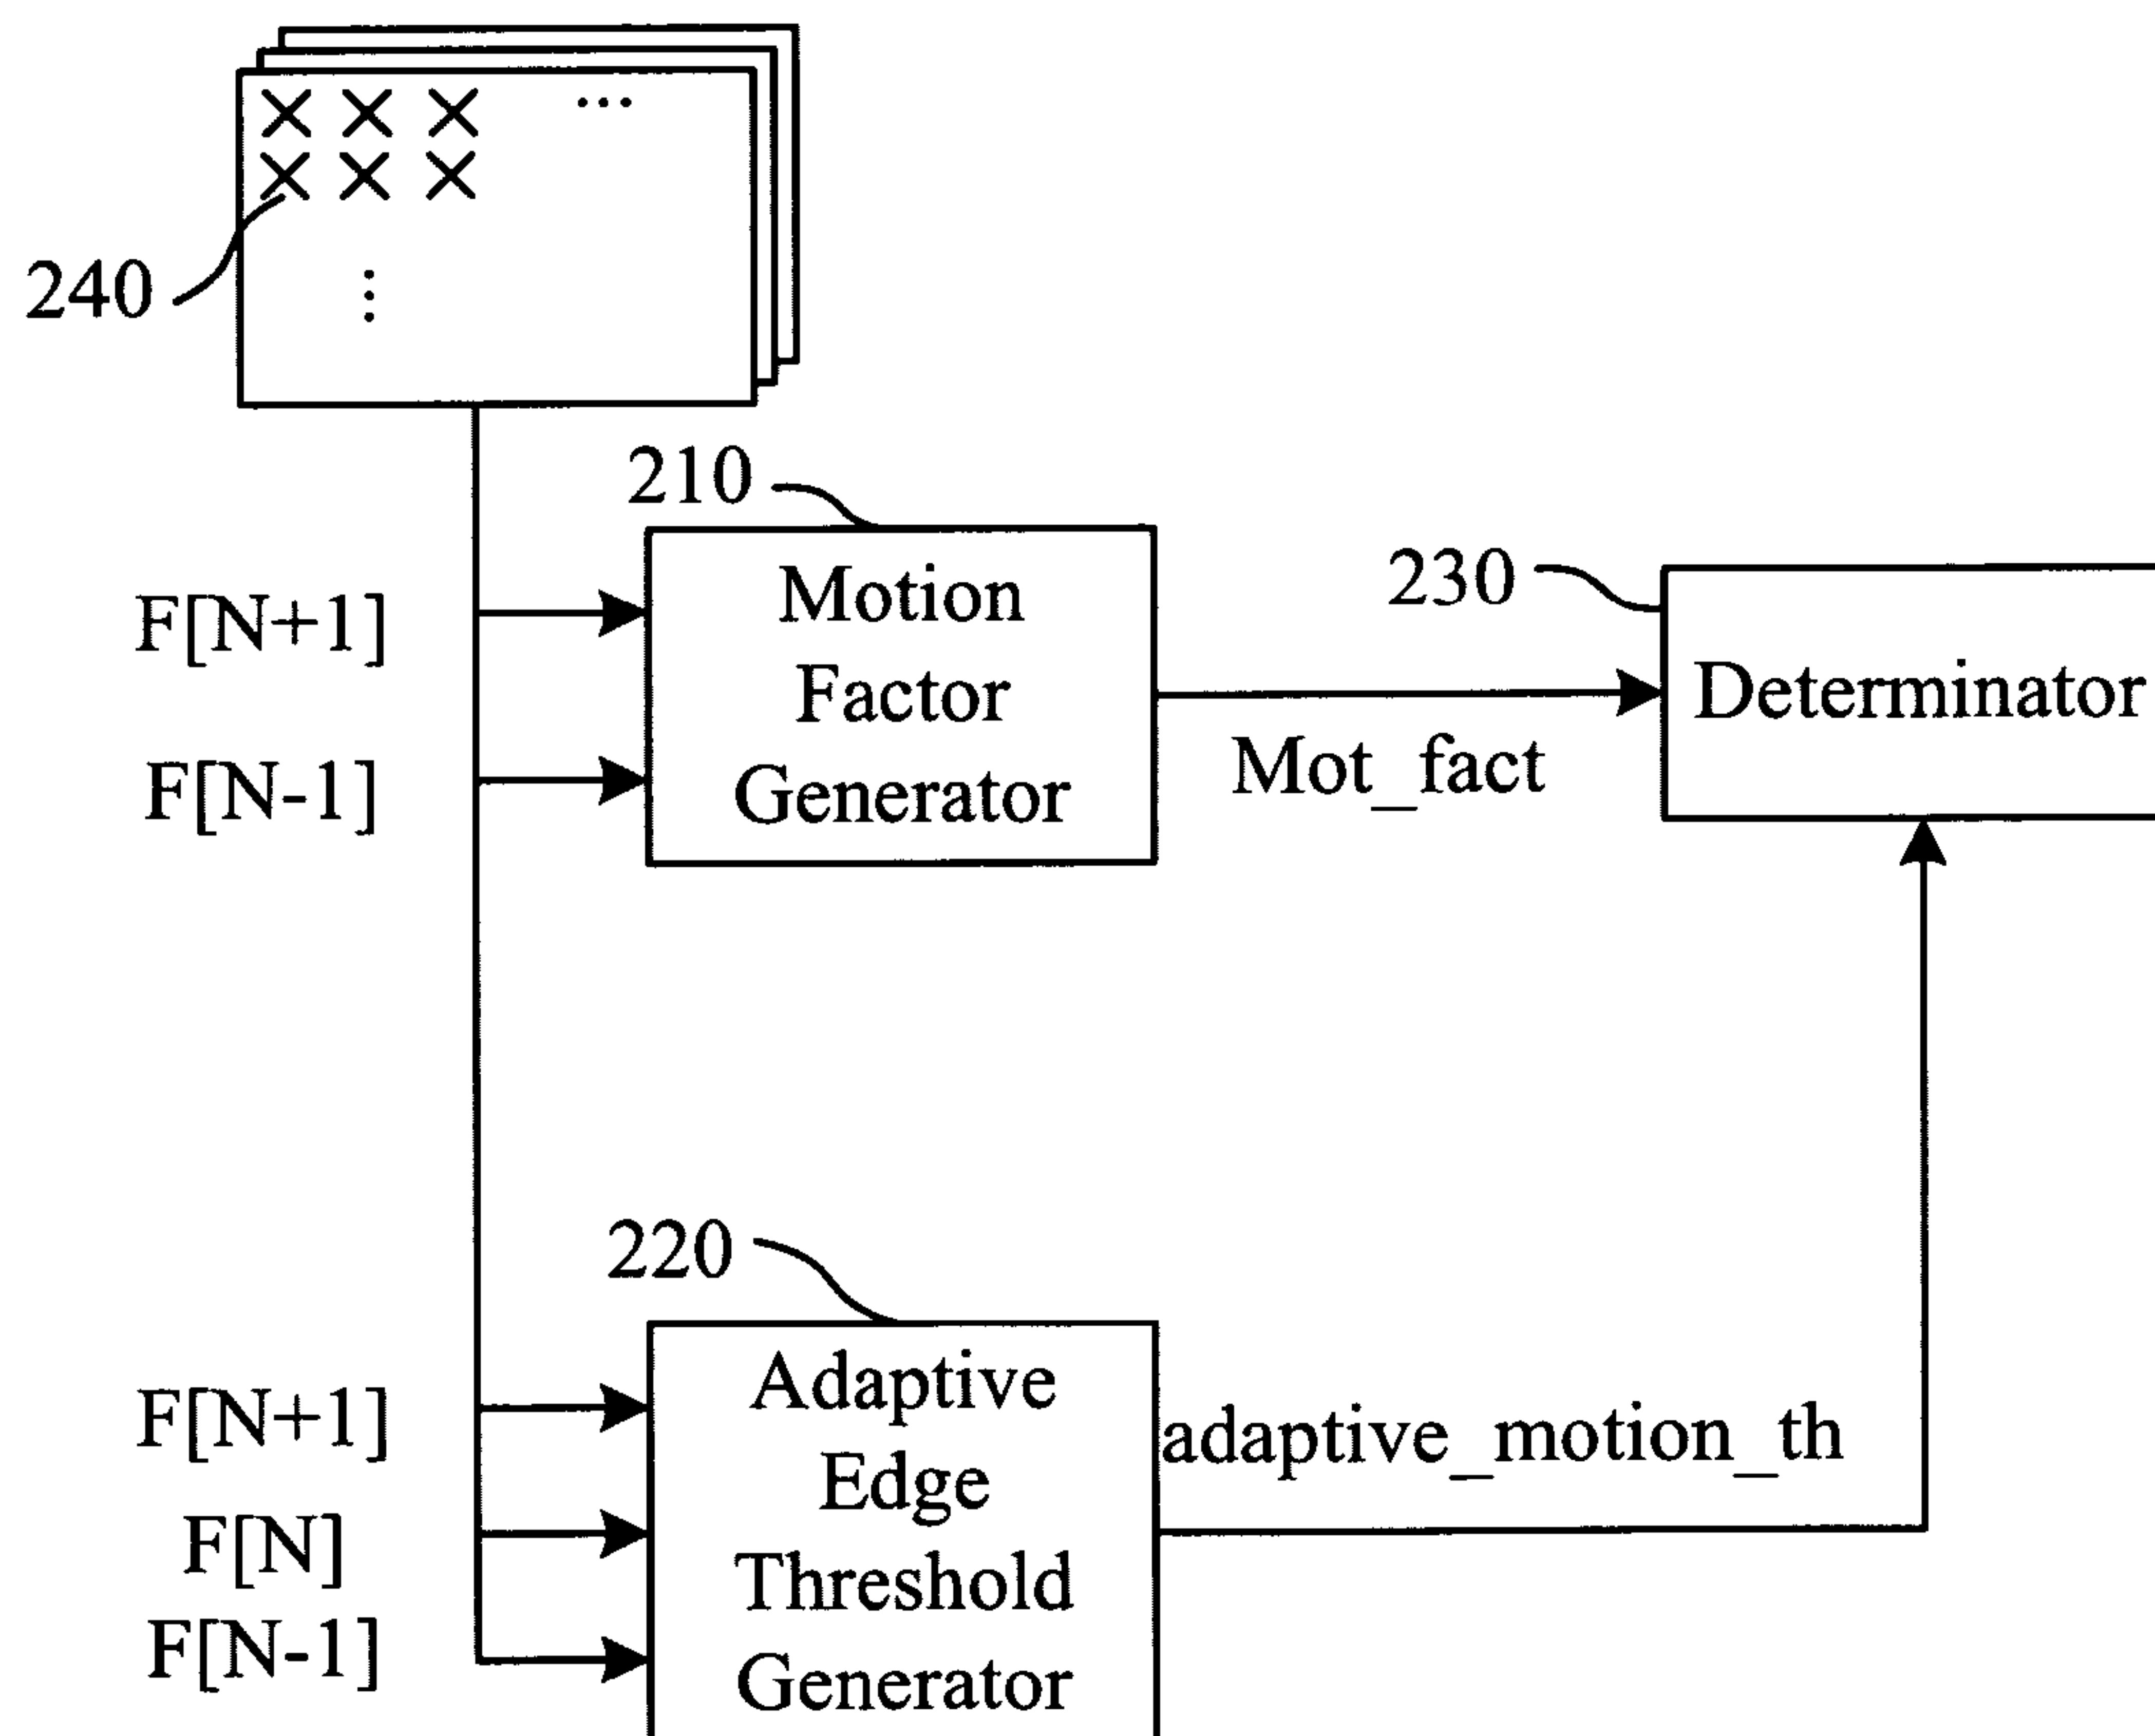 240
210
F[N+1]
F[N-1]
Motion
Factor
Generator
Mot_fact
230
Determinator
220
F[N+1]
F[N]
F[N-1]
Adaptive
Edge
Threshold
Generator
adaptive_motion_th